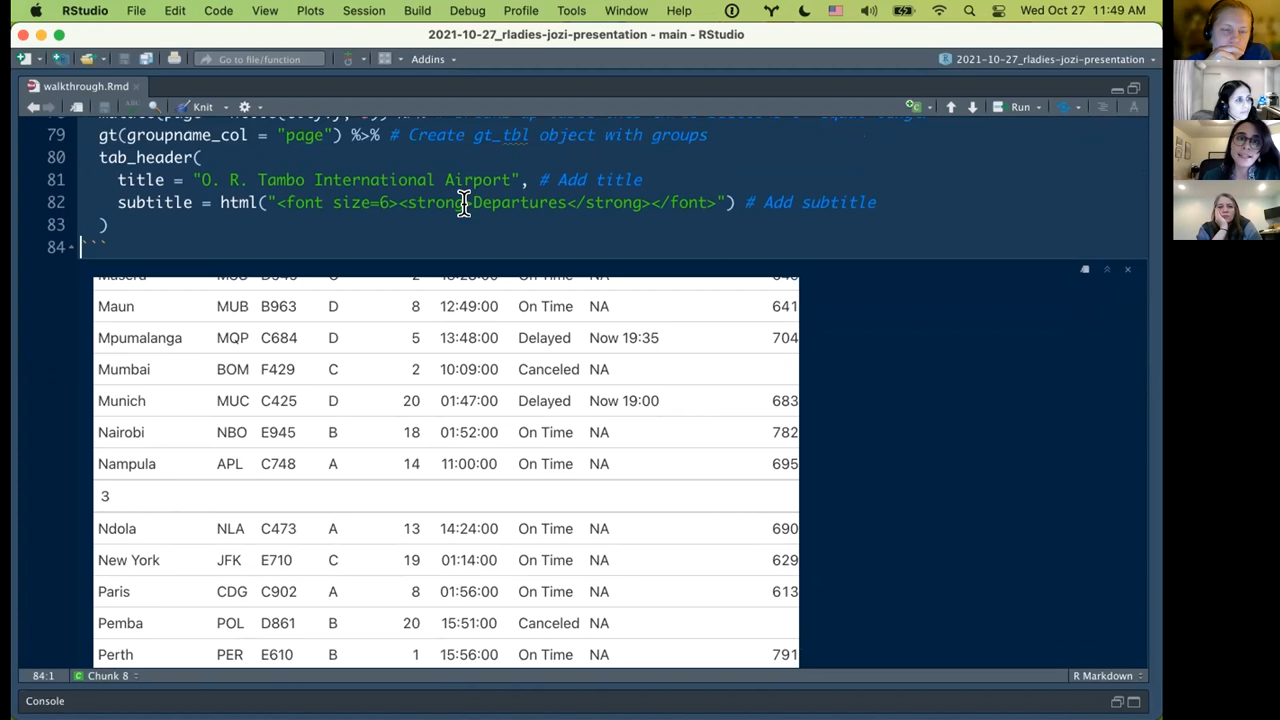 RStudio File Edit Code View Plots Session Build Debug Profile Tools Window Help Wed Oct 27 11:49 AM
2021-10-27_rladies-jozi-presentation - main - RStudio
Go to file/function Addins 2021-10-27_rladies-jozi-presentation
walkthrough.Rmd
Knit Run
79 gt(groupname_col = "page") %>% # Create gt_tbl object with groups
80 tab_header(
81 title = "O. R. Tambo International Airport", # Add title
82 subtitle = html("<font size=6><strong>Departures</strong></font>") # Add subtitle
83 )
84 ```
Maun MUB B963 D 8 12:49:00 On Time NA 641
Mpumalanga MQP C684 D 5 13:48:00 Delayed Now 19:35 704
Mumbai BOM F429 C 2 10:09:00 Canceled NA
Munich MUC C425 D 20 01:47:00 Delayed Now 19:00 683
Nairobi NBO E945 B 18 01:52:00 On Time NA 782
Nampula APL C748 A 14 11:00:00 On Time NA 695
3
Ndola NLA C473 A 13 14:24:00 On Time NA 690
New York JFK E710 C 19 01:14:00 On Time NA 629
Paris CDG C902 A 8 01:56:00 On Time NA 613
Pemba POL D861 B 20 15:51:00 Canceled NA
Perth PER E610 B 1 15:56:00 On Time NA 791
84:1 Chunk 8 R Markdown
Console